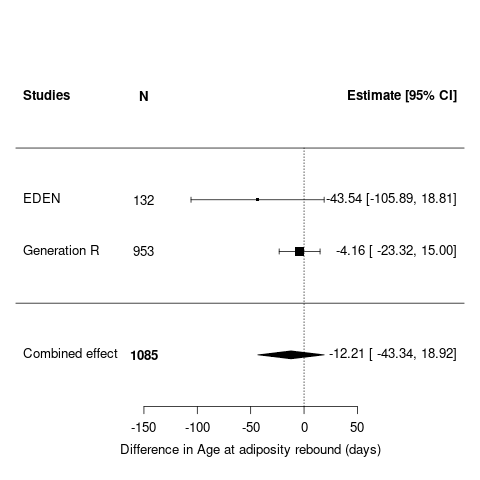 Studies N Estimate [95% CI]
EDEN 132 -43.54 [-105.89, 18.81]
Generation R 953 -4.16 [ -23.32, 15.00]
Combined effect 1085 -12.21 [ -43.34, 18.92]
-150 -100 -50 0 50
Difference in Age at adiposity rebound (days)